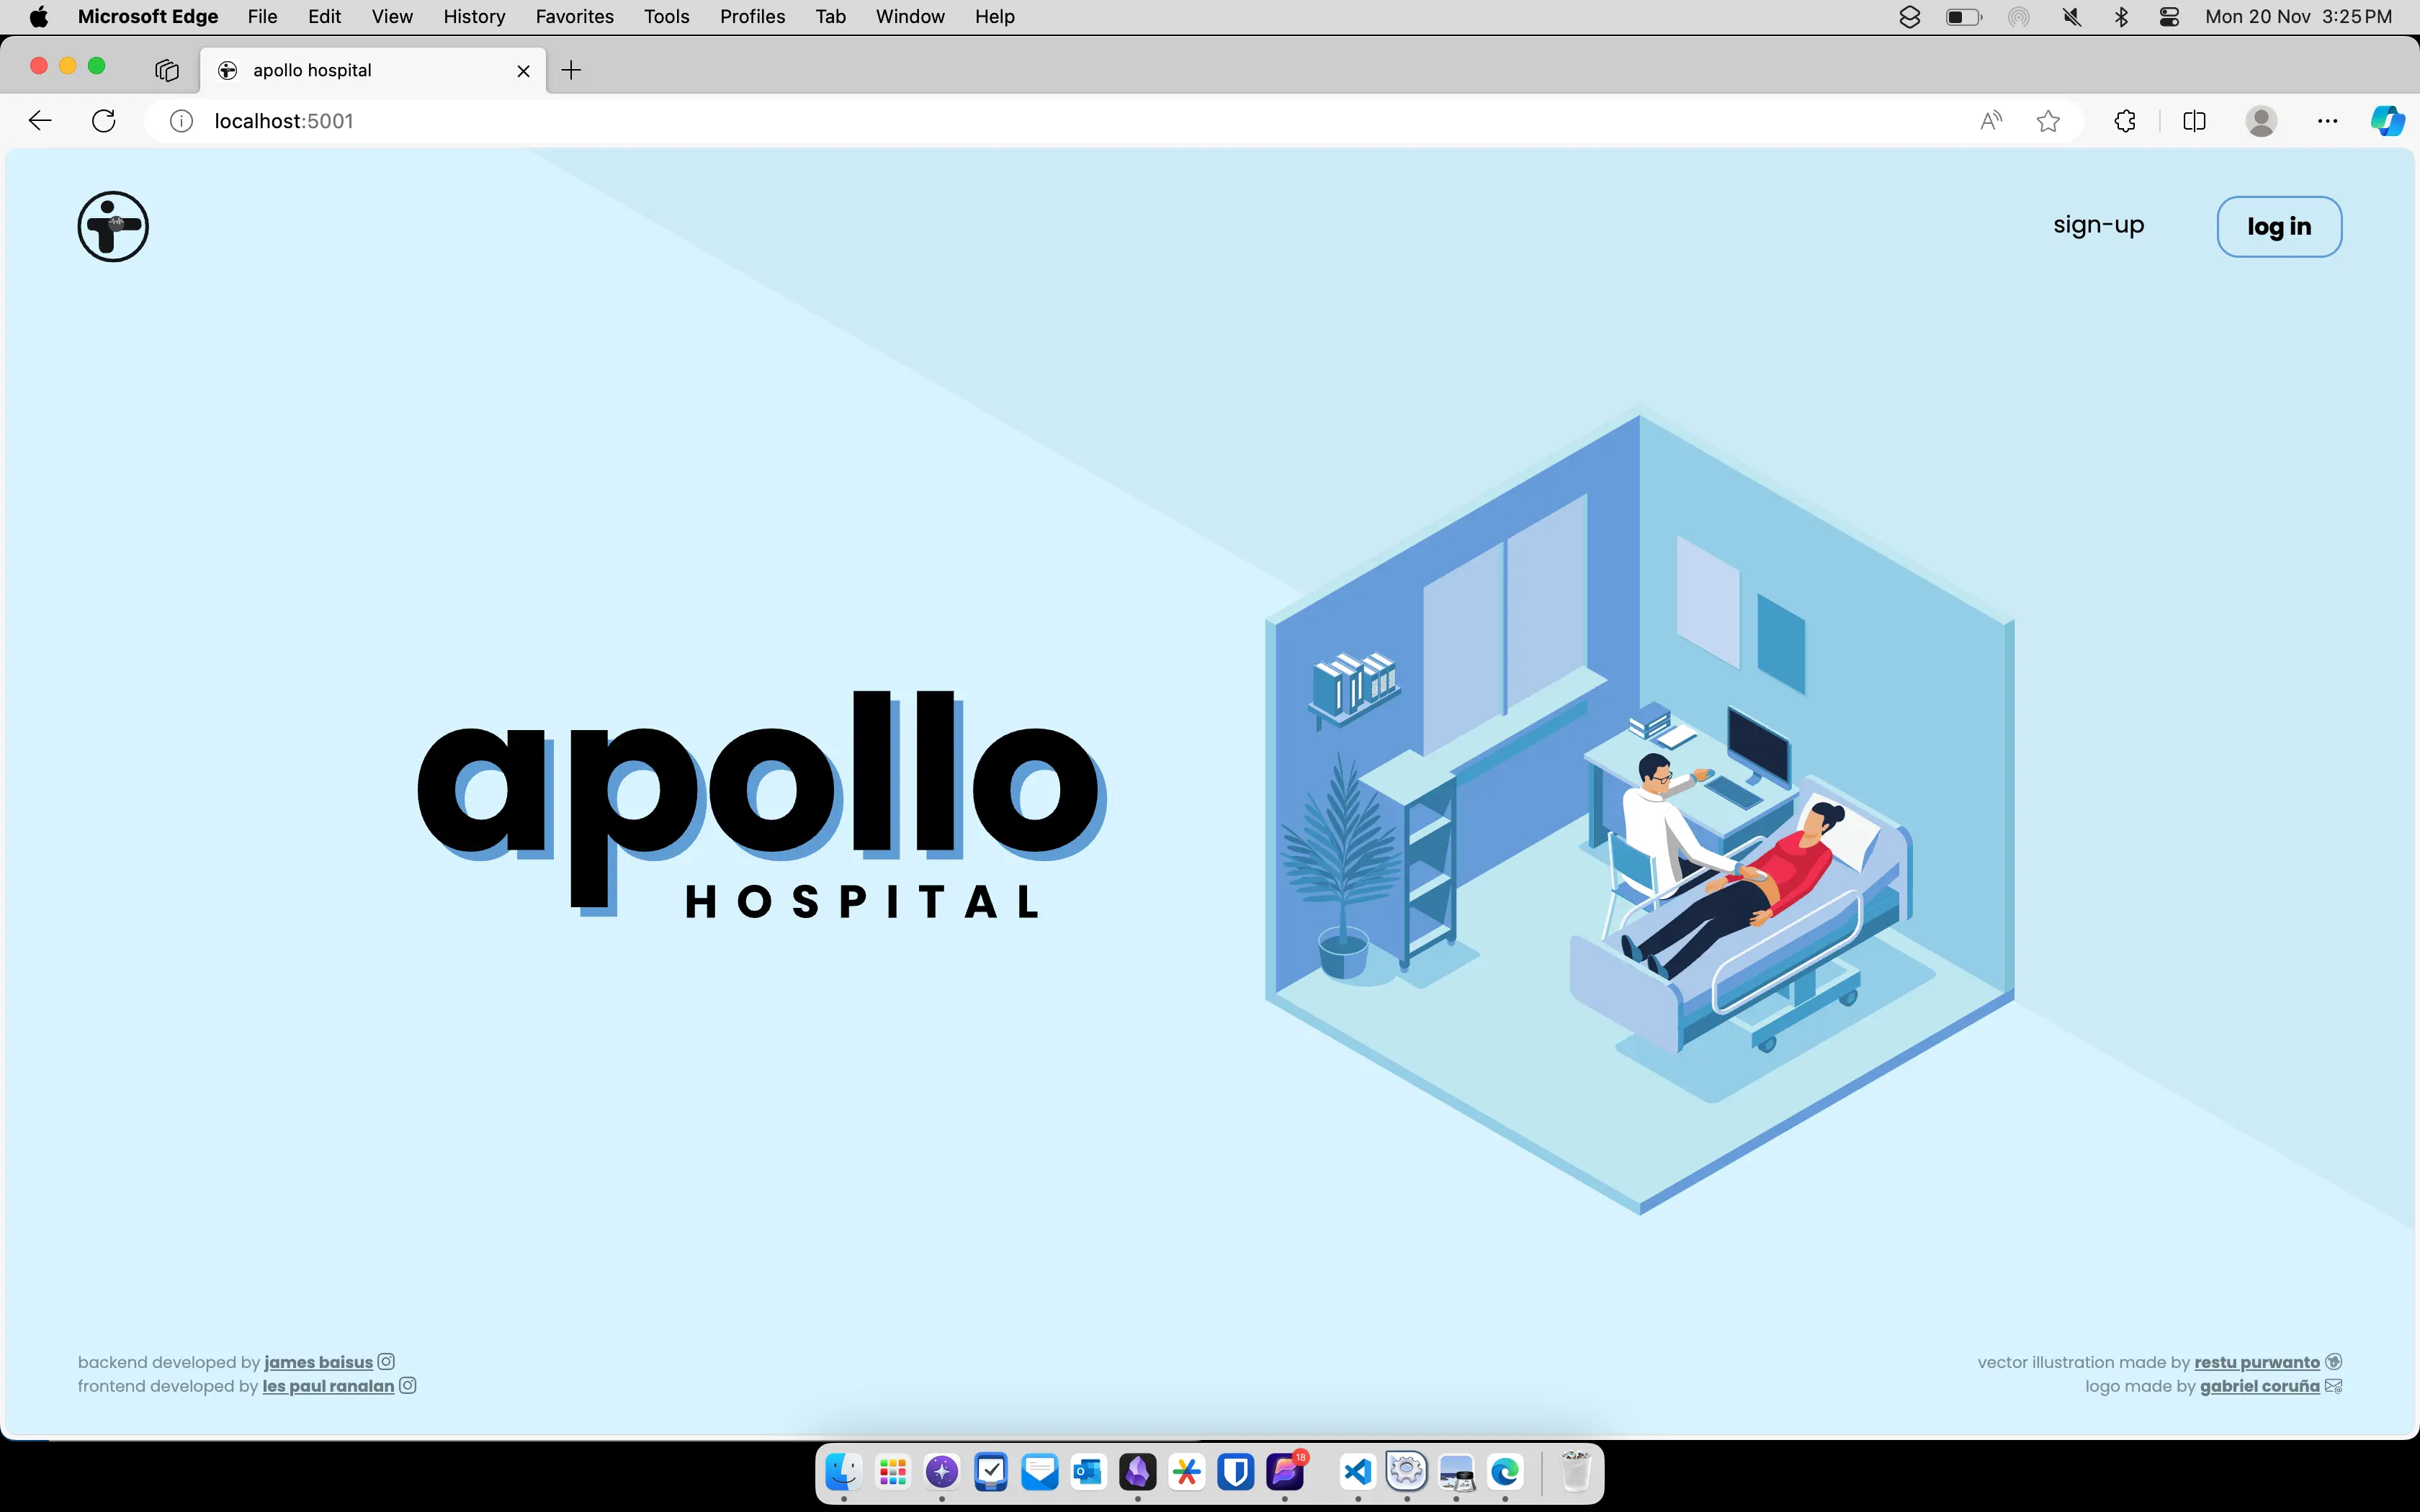 Microsoft Edge File Edit View History Favorites Tools Profiles Tab Window Help Mon 20 Nov 3:25 PM
apollo hospital
localhost:5001
sign-up log in
apollo
HOSPITAL
backend developed by james baisus
frontend developed by les paul ranalan
vector illustration made by restu purwanto
logo made by gabriel coruña
18